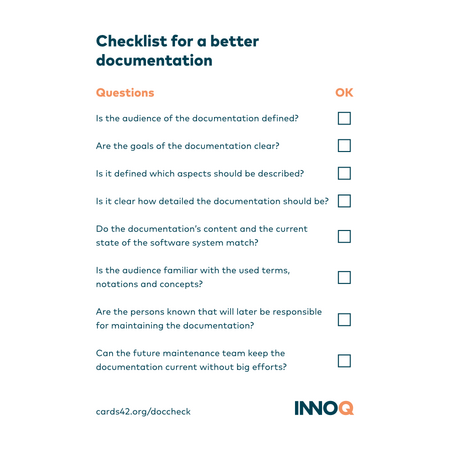 Checklist for a better
documentation
Questions OK
Is the audience of the documentation defined?
Are the goals of the documentation clear?
Is it defined which aspects should be described?
Is it clear how detailed the documentation should be?
Do the documentation's content and the current
state of the software system match?
Is the audience familiar with the used terms,
notations and concepts?
Are the persons known that will later be responsible
for maintaining the documentation?
Can the future maintenance team keep the
documentation current without big efforts?
cards42.org/doccheck INNOQ